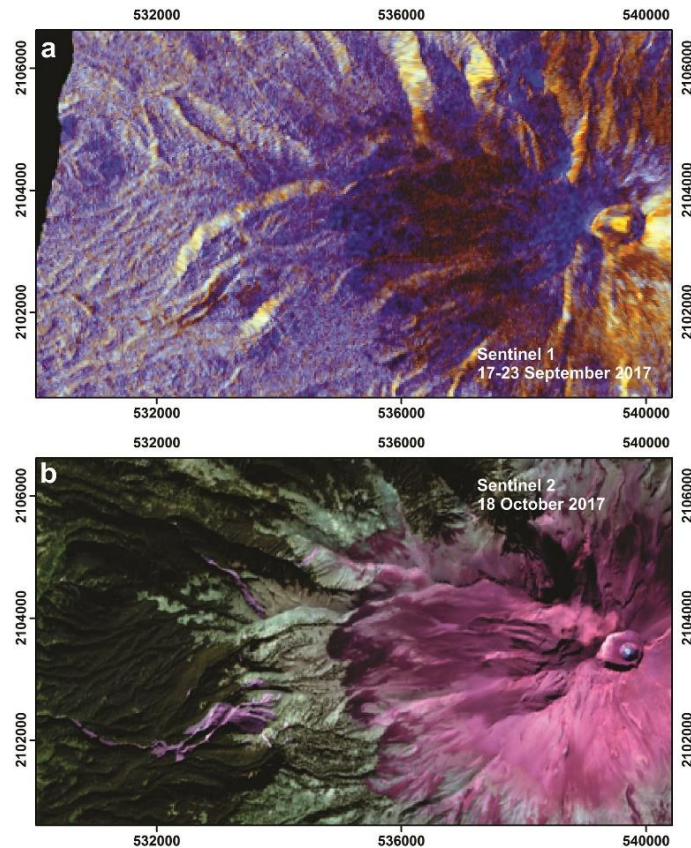 532000 536000 540000
a
2106000 2106000
2104000 2104000
2102000 2102000
Sentinel 1
17-23 September 2017
532000 536000 540000
532000 536000 540000
b
Sentinel 2
18 October 2017
2106000 2106000
2104000 2104000
2102000 2102000
532000 536000 540000